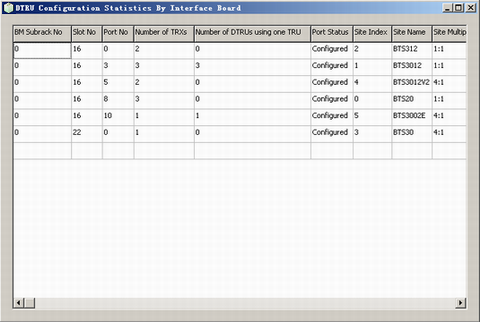 DTRU Configuration Statistics By Interface Board
BM Subrack No Slot No Port No Number of TRXs Number of DTRUs using one TRU Port Status Site Index Site Name Site Multip
0 16 0 2 0 Configured 2 BTS312 1:1
0 16 3 3 3 Configured 1 BTS3012 1:1
0 16 5 2 0 Configured 4 BTS3012V2 4:1
0 16 8 3 0 Configured 0 BTS20 1:1
0 16 10 1 1 Configured 5 BTS3002E 4:1
0 22 0 1 0 Configured 3 BTS30 4:1